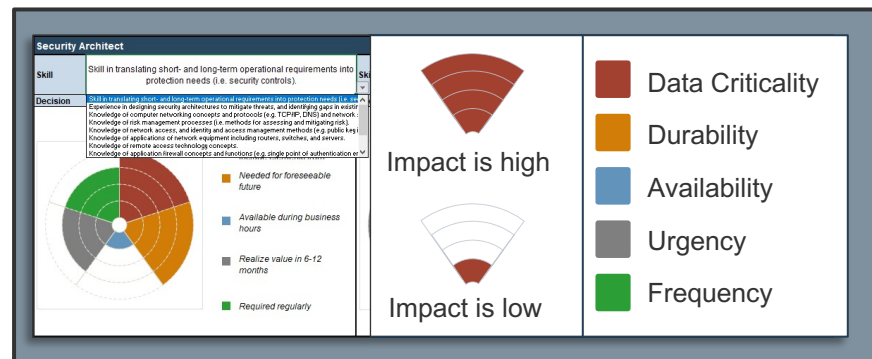 Security Architect
Skill
Skill in translating short- and long-term operational requirements into
protection needs (i.e. security controls).
Decision
Skill in translating short- and long-term operational requirements into protection needs (i.e.
Experience in designing security architectures to mitigate threats, and identifying gaps in
Knowledge of computer networking concepts and protocols (e.g. TCP/IP, DNS) and network
Knowledge of risk management processes (i.e. methods for assessing and mitigating risk).
Knowledge of network access, and identity and access management methods (e.g. public
Knowledge of applications of network equipment including routers, switches, and servers.
Knowledge of remote access technology concepts.
Knowledge of application firewall concepts and functions (e.g. single point of authentication
Needed for foreseeable
future
Available during business
hours
Realize value in 6-12
months
Required regularly
Impact is high
Impact is low
Data Criticality
Durability
Availability
Urgency
Frequency